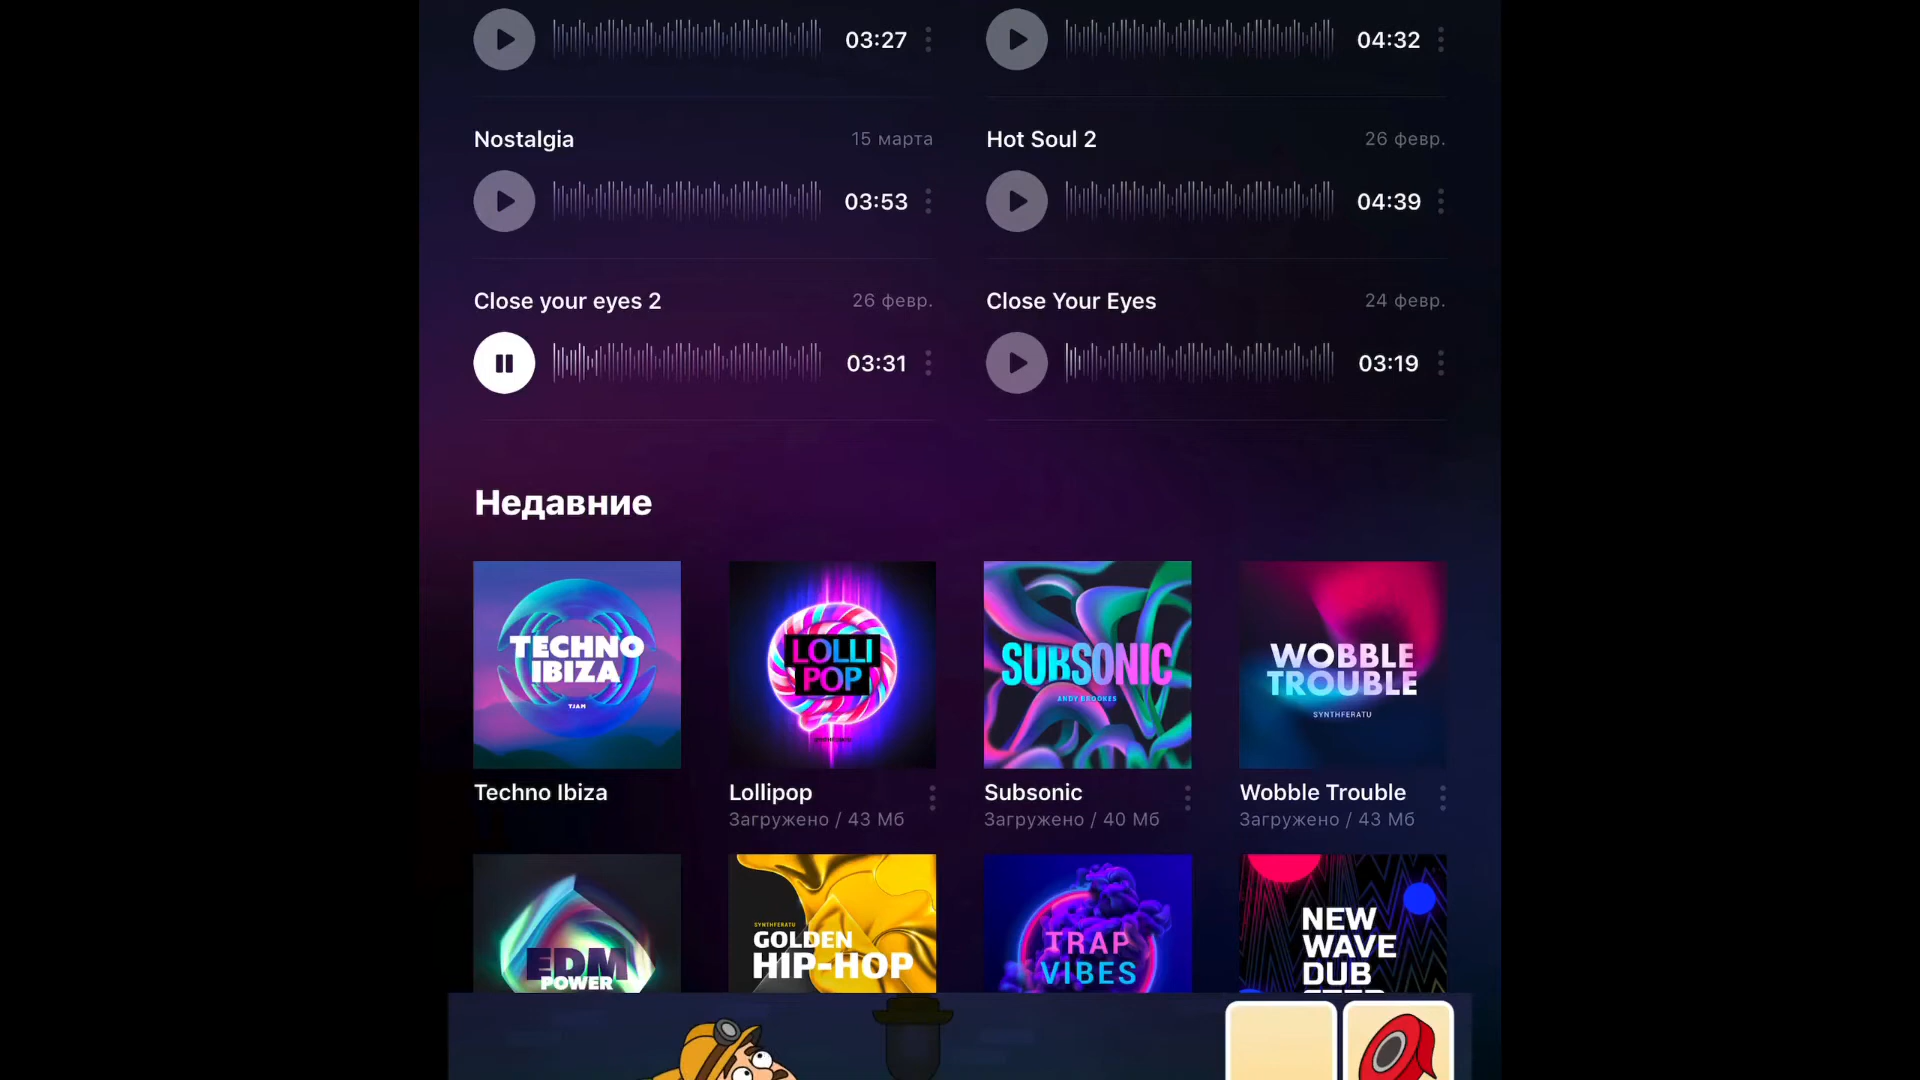 03:27
04:32
Nostalgia
15 марта
Hot Soul 2
26 февр.
03:53
04:39
Close your eyes 2
26 февр.
Close Your Eyes
24 февр.
03:31
03:19
Недавние
TECHNO
IBIZA
TJAM
LOLLI
POP
SUBSONIC
ANDY BROOKES
WOBBLE
TROUBLE
SYNTHFERATU
Techno Ibiza
Lollipop
Загружено / 43 Мб
Subsonic
Загружено / 40 Мб
Wobble Trouble
Загружено / 43 Мб
EDM
POWER
SYNTHFERATU
GOLDEN
HIP-HOP
TRAP
VIBES
NEW
WAVE
DUB